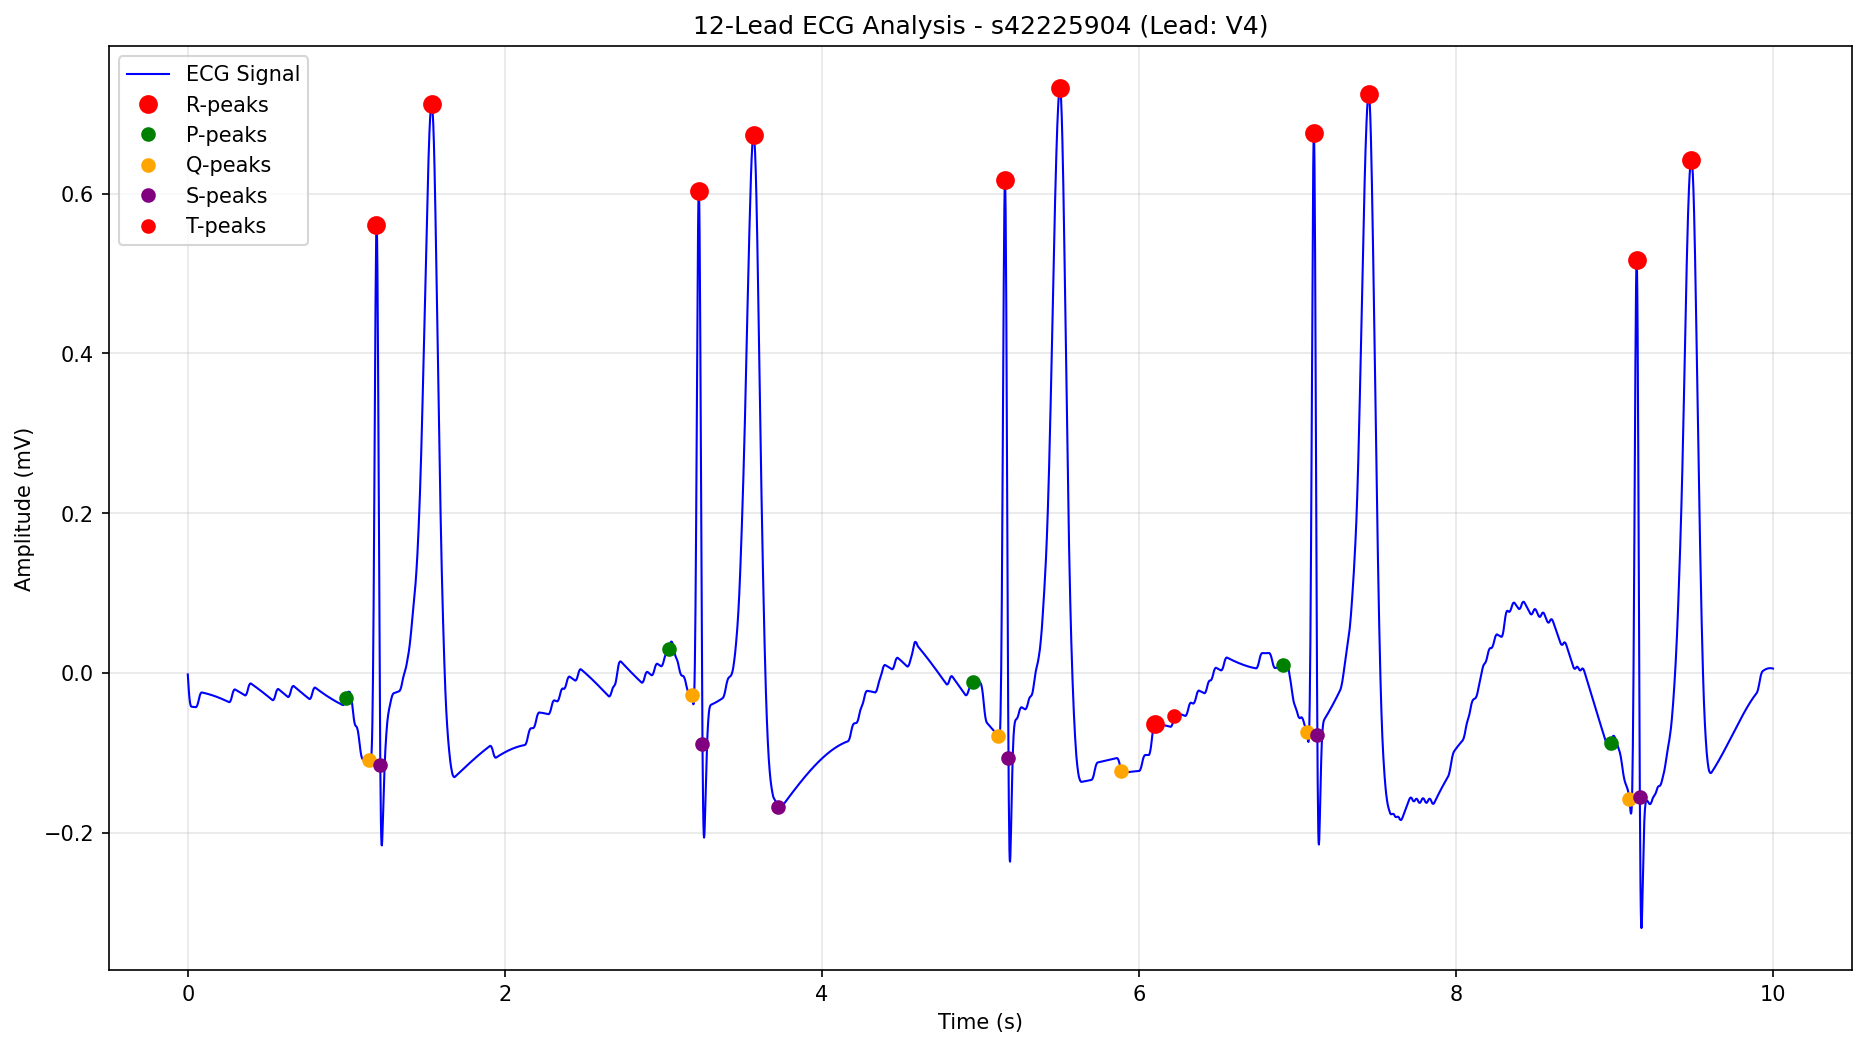 12-Lead ECG Analysis - s42225904 (Lead: V4)
ECG Signal
R-peaks
P-peaks
Q-peaks
S-peaks
T-peaks
Amplitude (mV)
0.6
0.4
0.2
0.0
−0.2
0 2 4 6 8 10
Time (s)